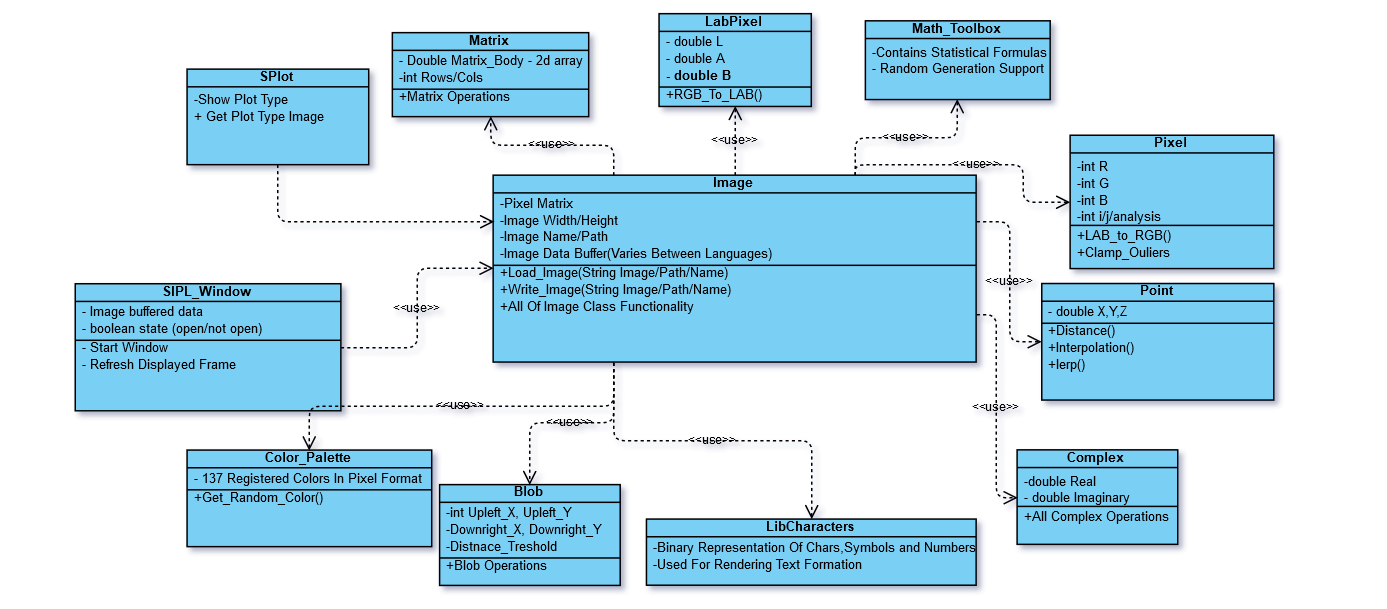 LabPixel
- double L
- double A
- double B
+RGB_To_LAB()
Math_Toolbox
-Contains Statistical Formulas
- Random Generation Support
Matrix
- Double Matrix_Body - 2d array
-int Rows/Cols
+Matrix Operations
SPlot
-Show Plot Type
+ Get Plot Type Image
<<use>>
<<use>>
<<use>>
<<use>>
Pixel
-int R
-int G
-int B
-int i/j/analysis
+LAB_to_RGB()
+Clamp_Ouliers
Image
-Pixel Matrix
-Image Width/Height
-Image Name/Path
-Image Data Buffer(Varies Between Languages)
+Load_Image(String Image/Path/Name)
+Write_Image(String Image/Path/Name)
+All Of Image Class Functionality
<<use>>
<<use>>
SIPL_Window
- Image buffered data
- boolean state (open/not open)
- Start Window
- Refresh Displayed Frame
Point
- double X,Y,Z
+Distance()
+Interpolation()
+lerp()
<<use>>
<<use>>
<<use>>
<<use>>
Color_Palette
- 137 Registered Colors In Pixel Format
+Get_Random_Color()
Blob
-int Upleft_X, Upleft_Y
-Downright_X, Downright_Y
-Distnace_Treshold
+Blob Operations
LibCharacters
-Binary Representation Of Chars,Symbols and Numbers
-Used For Rendering Text Formation
Complex
-double Real
- double Imaginary
+All Complex Operations